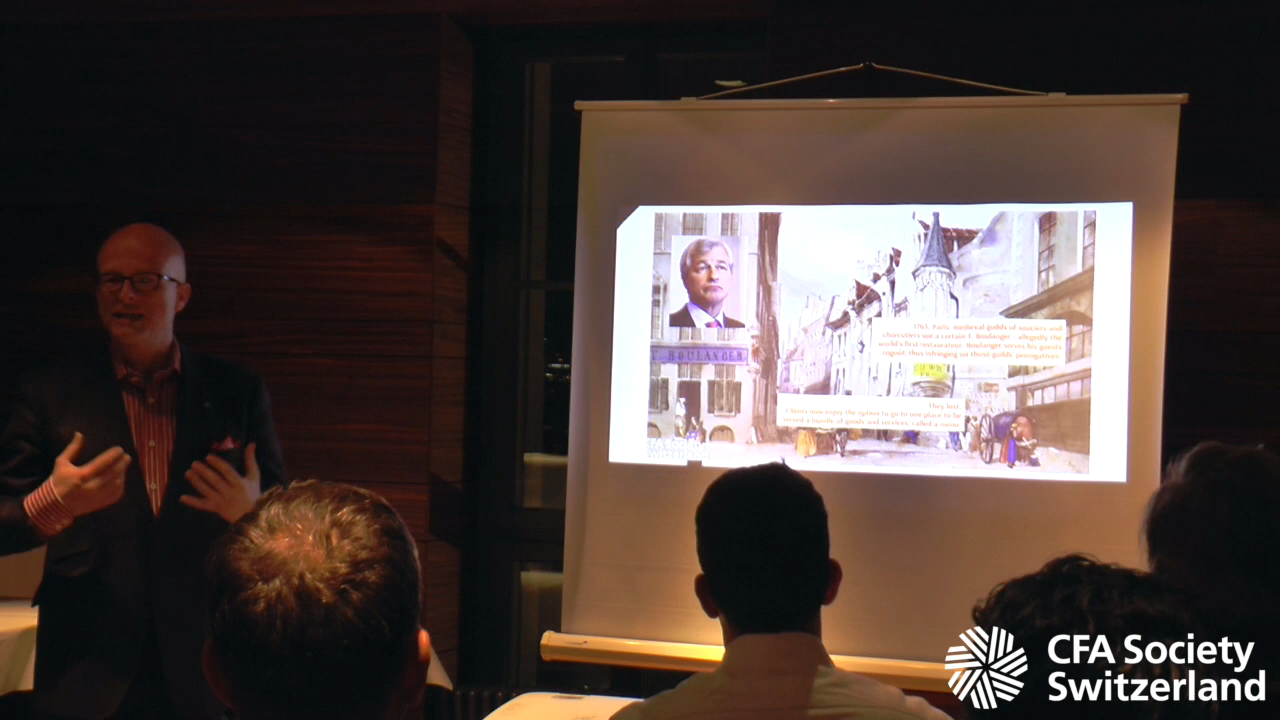 T. BOULANGER
1765, Paris: medieval guilds of sauciers and
charcutiers sue a certain T. Boulanger - allegedly the
world's first restaurateur. Boulanger serves his guests
ragout, thus infringing on those guilds' prerogatives.
They lost.
Clients now enjoy the option to go to one place to be
served a bundle of goods and services, called a menu.
CFA Society
Switzerland